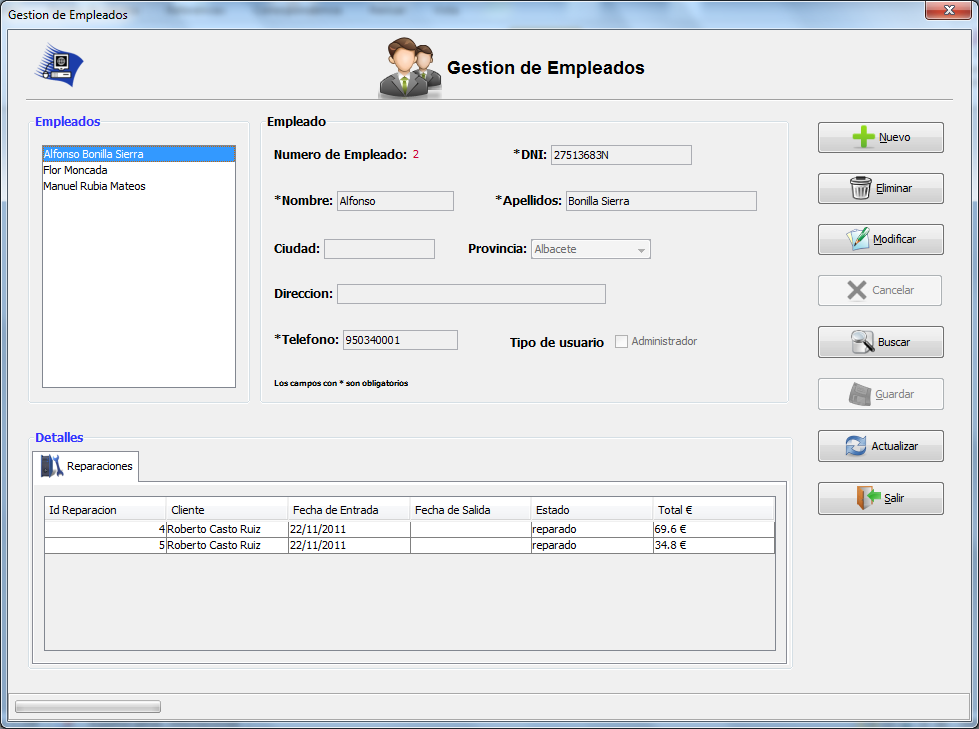 Gestion de Empleados
Gestion de Empleados
Empleados
Alfonso Bonilla Sierra
Flor Moncada
Manuel Rubia Mateos
Empleado
Numero de Empleado: 2
*DNI: 27513683N
*Nombre: Alfonso
*Apellidos: Bonilla Sierra
Ciudad:
Provincia: Albacete
Direccion:
*Telefono: 950340001
Tipo de usuario Administrador
Los campos con * son obligatorios
Nuevo
Eliminar
Modificar
Cancelar
Buscar
Guardar
Actualizar
Salir
Detalles
Reparaciones
Id Reparacion Cliente Fecha de Entrada Fecha de Salida Estado Total €
4 Roberto Casto Ruiz 22/11/2011 reparado 69.6 €
5 Roberto Casto Ruiz 22/11/2011 reparado 34.8 €